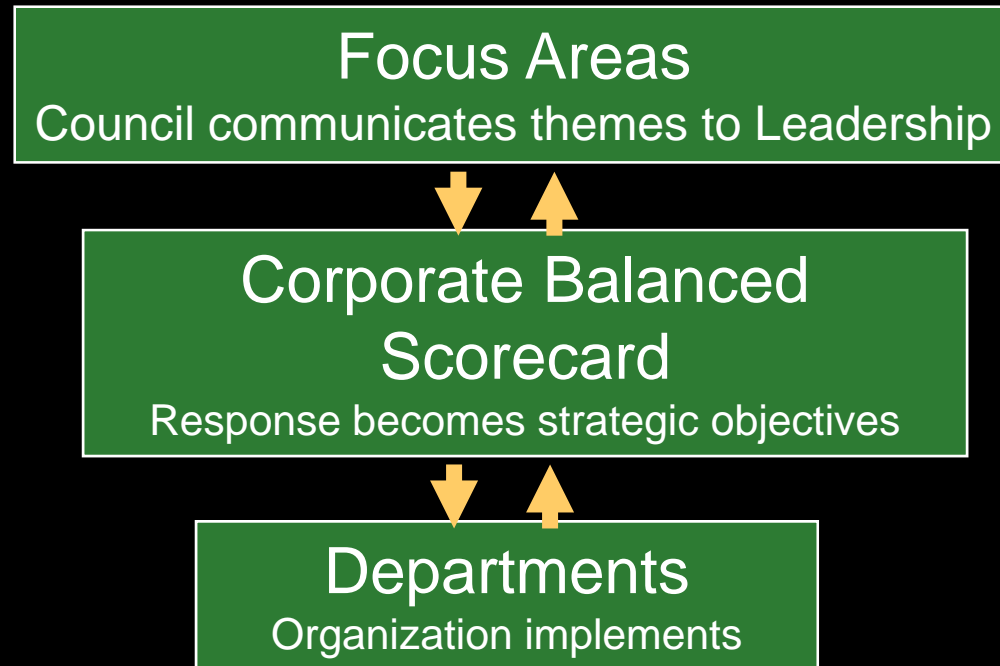 Focus Areas
Council communicates themes to Leadership
Corporate Balanced
Scorecard
Response becomes strategic objectives
Departments
Organization implements